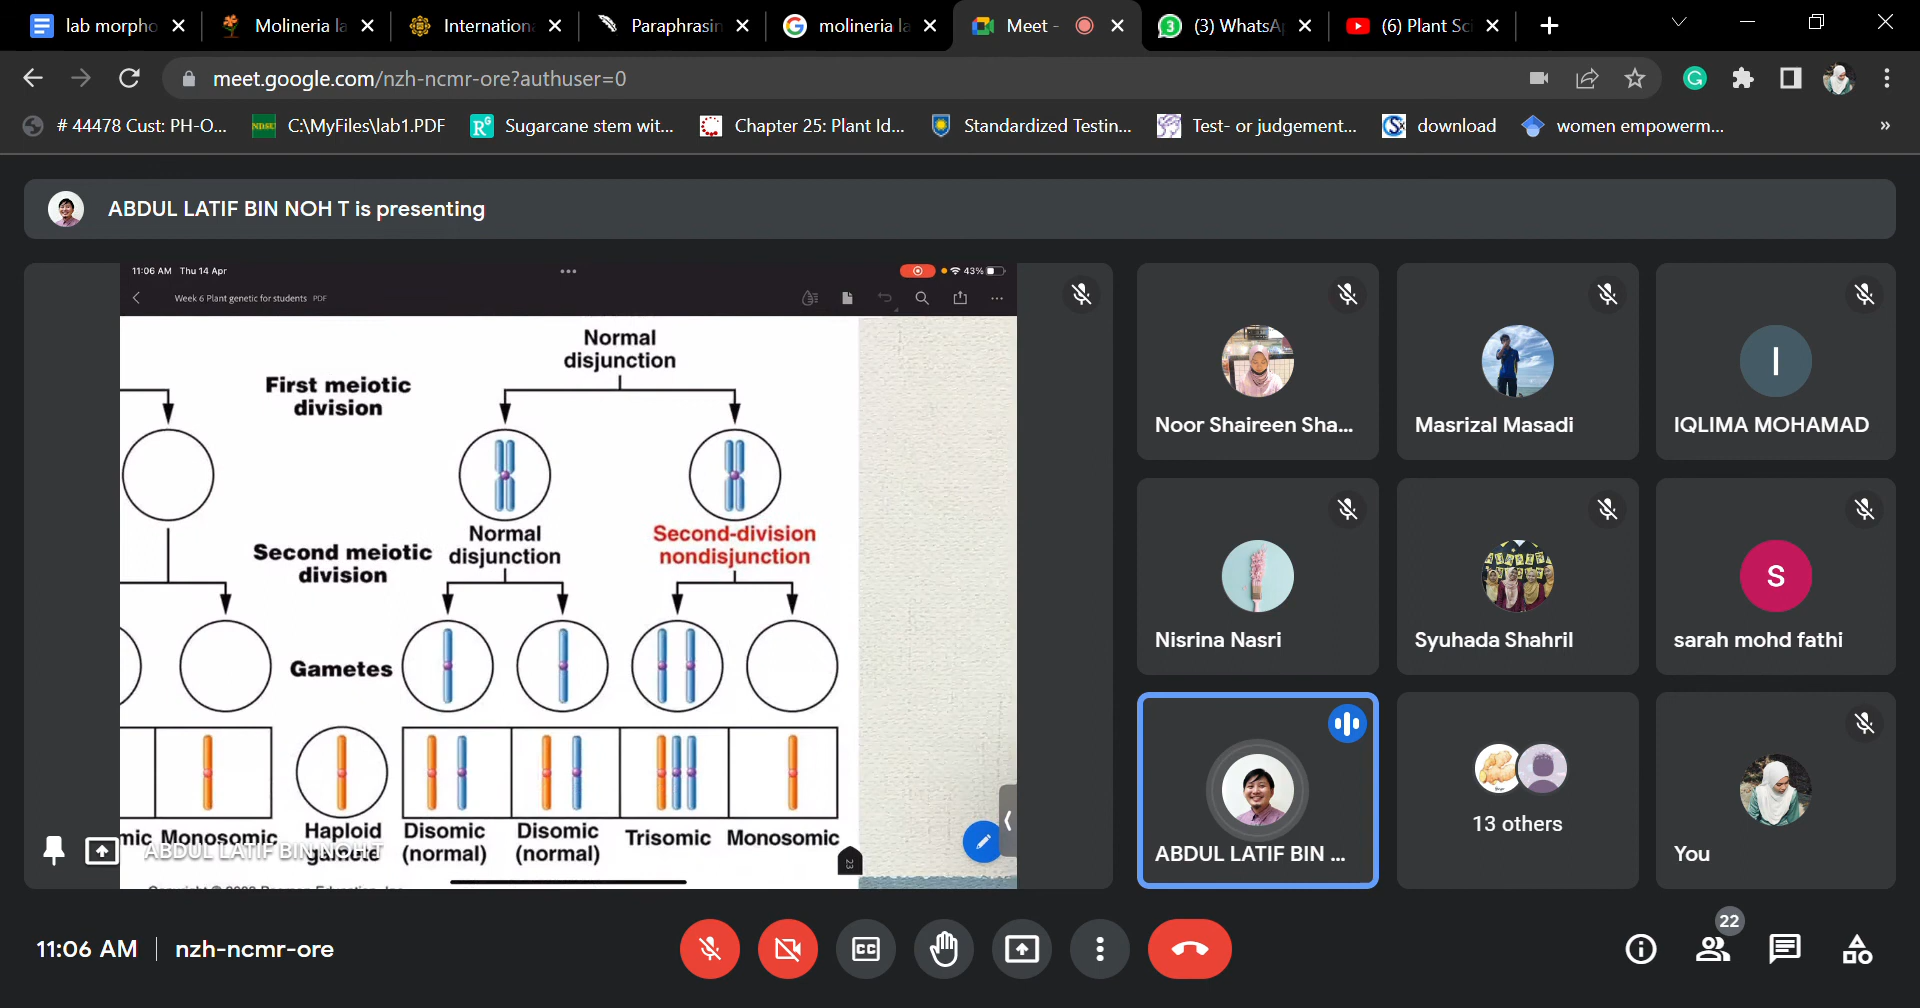 lab morpho
Molineria la
Internationa
Paraphrasin
molineria la
Meet -
(3) WhatsA
(6) Plant Sc
meet.google.com/nzh-ncmr-ore?authuser=0
# 44478 Cust: PH-O...
C:\MyFiles\lab1.PDF
Sugarcane stem wit...
Chapter 25: Plant Id...
Standardized Testin...
Test- or judgement...
download
women empowerm...
»
ABDUL LATIF BIN NOH T is presenting
11:06 AM Thu 14 Apr
43%
Week 6 Plant genetic for students PDF
Normal
disjunction
First meiotic
division
Normal
disjunction
Second-division
nondisjunction
Second meiotic
division
Gametes
mic
Monosomic
Haploid
gamete
Disomic
(normal)
Disomic
(normal)
Trisomic
Monosomic
ABDUL LATIF BIN NOH T
23
Noor Shaireen Sha...
Masrizal Masadi
I
IQLIMA MOHAMAD
Nisrina Nasri
Syuhada Shahril
S
sarah mohd fathi
ABDUL LATIF BIN ...
13 others
You
11:06 AM
nzh-ncmr-ore
CC
22